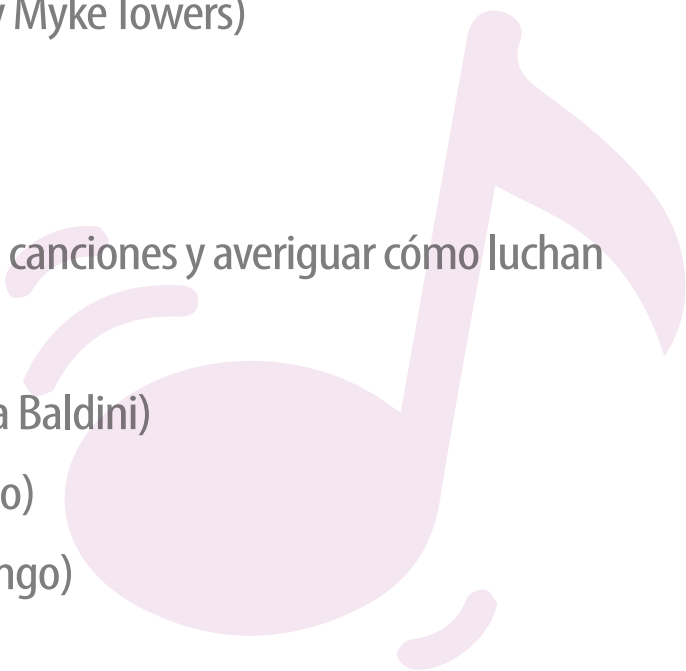 y Myke Towers)
canciones y averiguar cómo luchan
a Baldini)
o)
ngo)